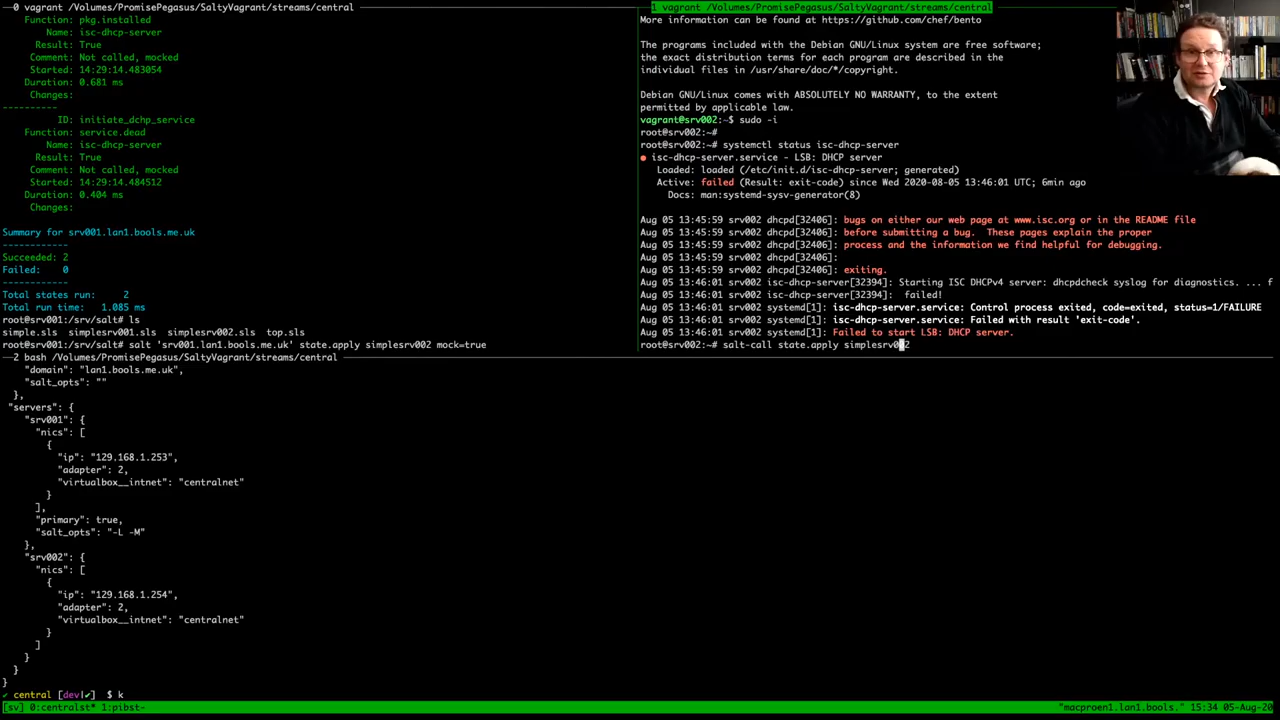 0 vagrant /Volumes/PromisePegasus/SaltyVagrant/streams/central
Function: pkg.installed
Name: isc-dhcp-server
Result: True
Comment: Not called, mocked
Started: 14:29:14.483054
Duration: 0.681 ms
Changes:
----------
ID: initiate_dchp_service
Function: service.dead
Name: isc-dhcp-server
Result: True
Comment: Not called, mocked
Started: 14:29:14.484512
Duration: 0.404 ms
Changes:
Summary for srv001.lan1.bools.me.uk
------------
Succeeded: 2
Failed:    0
------------
Total states run:     2
Total run time:   1.085 ms
root@srv001:/srv/salt# ls
simple.sls  simplesrv001.sls  simplesrv002.sls  top.sls
root@srv001:/srv/salt# salt 'srv001.lan1.bools.me.uk' state.apply simplesrv002 mock=true
1 vagrant /Volumes/PromisePegasus/SaltyVagrant/streams/central
More information can be found at https://github.com/chef/bento
The programs included with the Debian GNU/Linux system are free software;
the exact distribution terms for each program are described in the
individual files in /usr/share/doc/*/copyright.
Debian GNU/Linux comes with ABSOLUTELY NO WARRANTY, to the extent
permitted by applicable law.
vagrant@srv002:~$ sudo -i
root@srv002:~#
root@srv002:~# systemctl status isc-dhcp-server
● isc-dhcp-server.service - LSB: DHCP server
Loaded: loaded (/etc/init.d/isc-dhcp-server; generated)
Active: failed (Result: exit-code) since Wed 2020-08-05 13:46:01 UTC; 6min ago
Docs: man:systemd-sysv-generator(8)
Aug 05 13:45:59 srv002 dhcpd[32406]: bugs on either our web page at www.isc.org or in the README file
Aug 05 13:45:59 srv002 dhcpd[32406]: before submitting a bug.  These pages explain the proper
Aug 05 13:45:59 srv002 dhcpd[32406]: process and the information we find helpful for debugging.
Aug 05 13:45:59 srv002 dhcpd[32406]:
Aug 05 13:45:59 srv002 dhcpd[32406]: exiting.
Aug 05 13:46:01 srv002 isc-dhcp-server[32394]: Starting ISC DHCPv4 server: dhcpdcheck syslog for diagnostics. ... f
Aug 05 13:46:01 srv002 isc-dhcp-server[32394]:  failed!
Aug 05 13:46:01 srv002 systemd[1]: isc-dhcp-server.service: Control process exited, code=exited, status=1/FAILURE
Aug 05 13:46:01 srv002 systemd[1]: isc-dhcp-server.service: Failed with result 'exit-code'.
Aug 05 13:46:01 srv002 systemd[1]: Failed to start LSB: DHCP server.
root@srv002:~# salt-call state.apply simplesrv002
2 bash /Volumes/PromisePegasus/SaltyVagrant/streams/central
"domain": "lan1.bools.me.uk",
"salt_opts": ""
},
"servers": {
"srv001": {
"nics": [
{
"ip": "129.168.1.253",
"adapter": 2,
"virtualbox__intnet": "centralnet"
}
],
"primary": true,
"salt_opts": "-L -M"
},
"srv002": {
"nics": [
{
"ip": "129.168.1.254",
"adapter": 2,
"virtualbox__intnet": "centralnet"
}
]
}
}
}
✔ central [dev|✔] $ k
[sv] 0:centralst* 1:pibst-
"macproen1.lan1.bools." 15:34 05-Aug-20